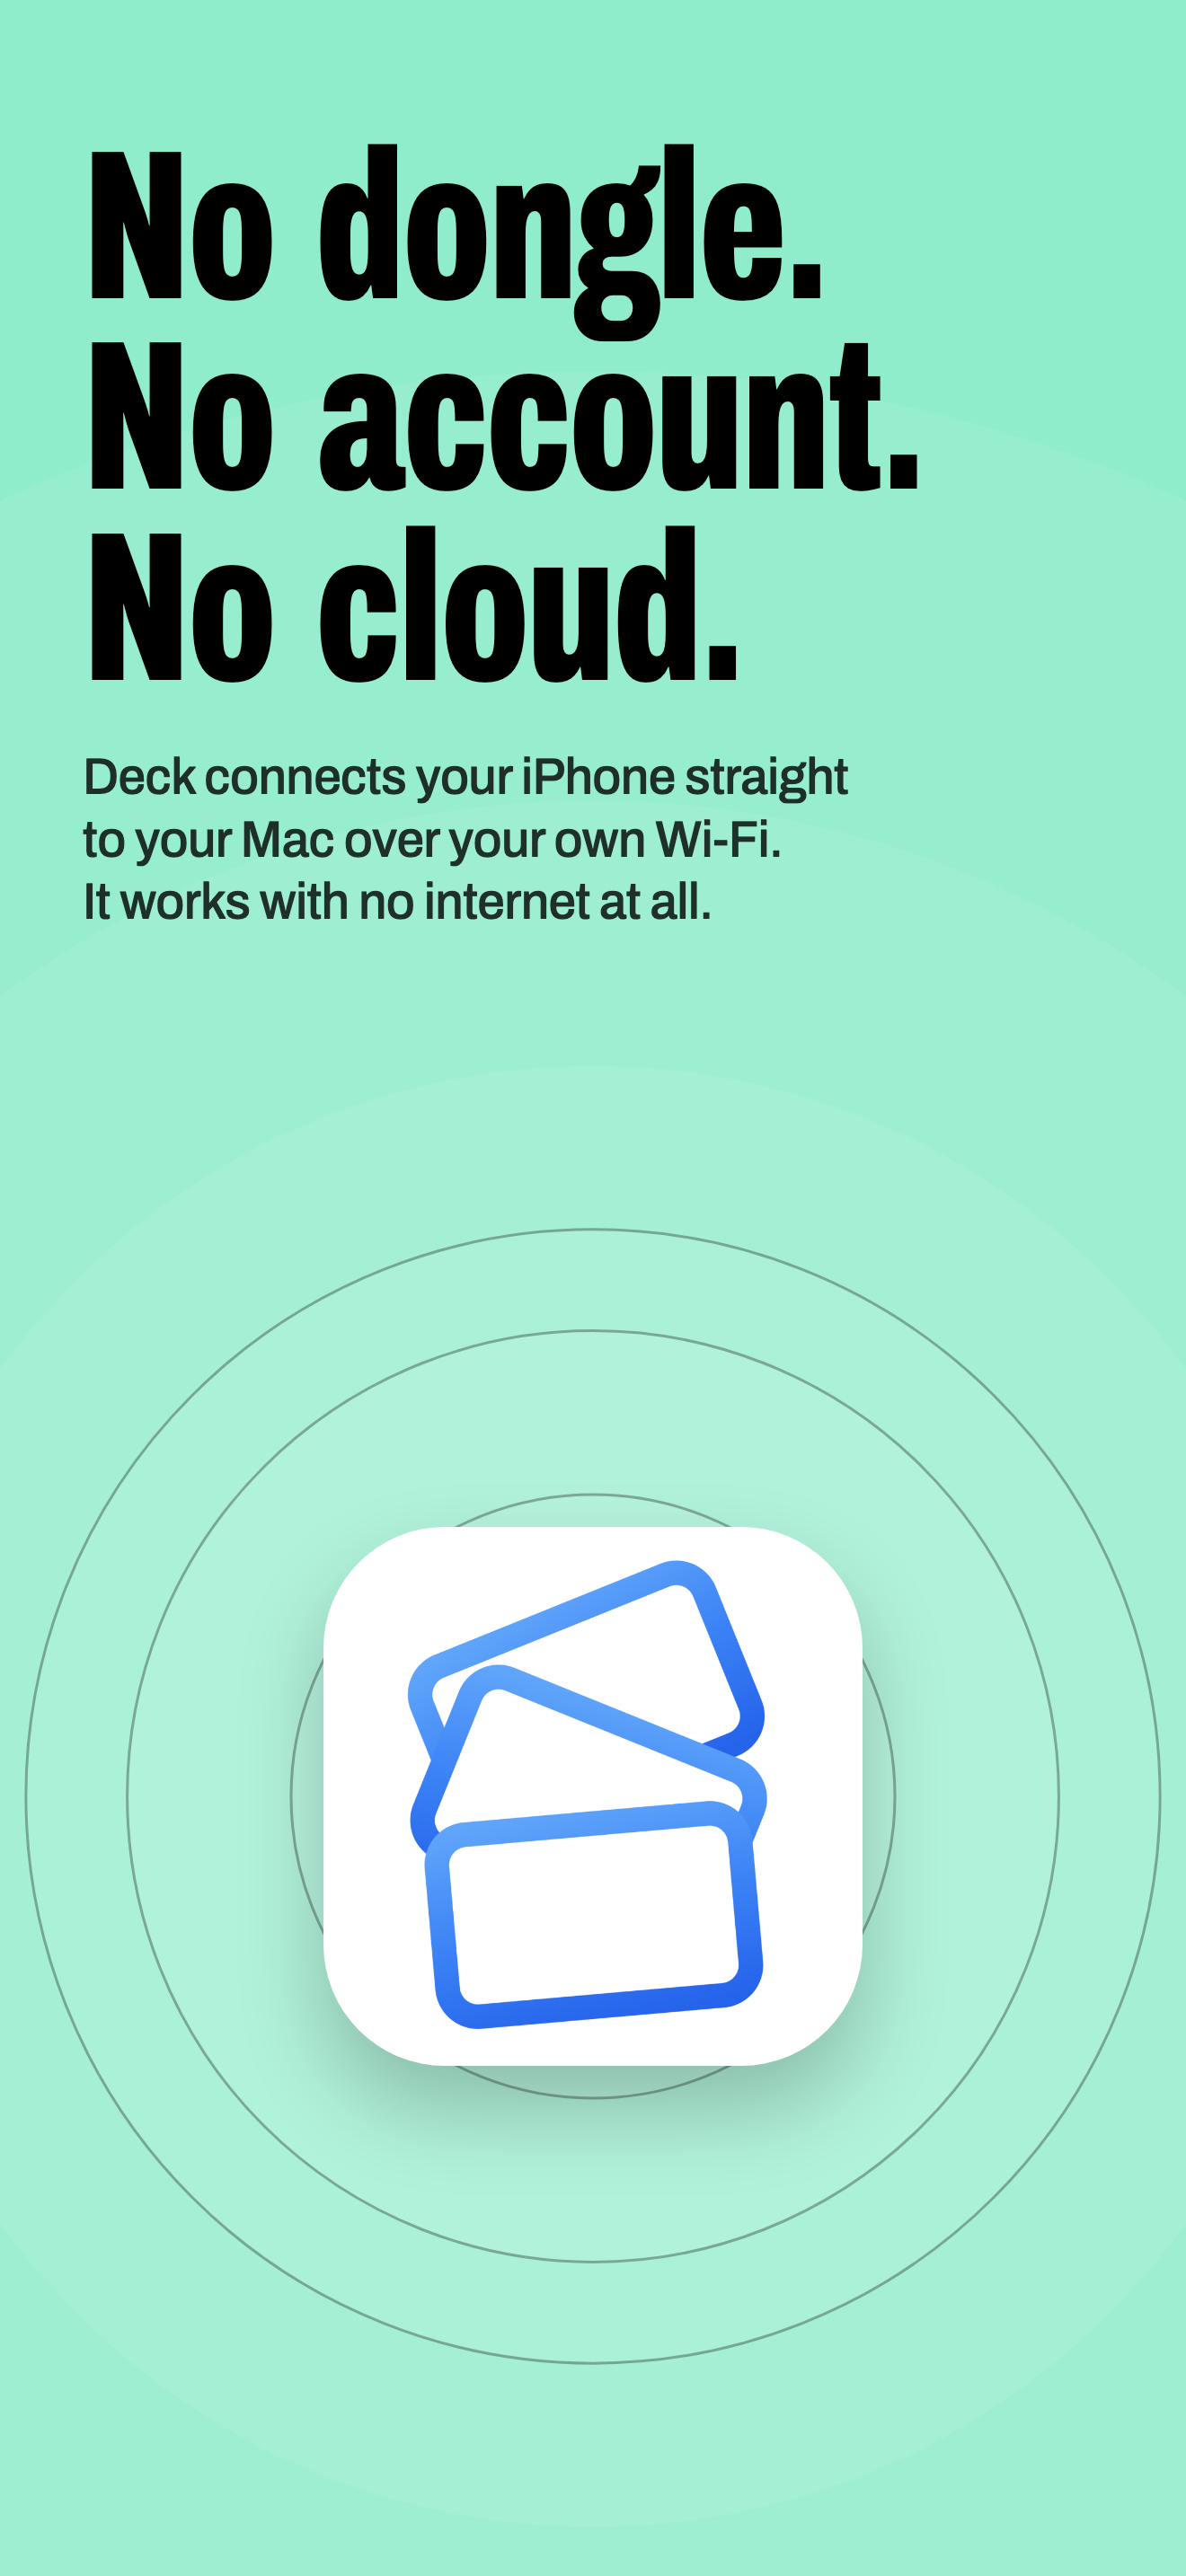 No dongle.
No account.
No cloud.
Deck connects your iPhone straight
to your Mac over your own Wi-Fi.
It works with no internet at all.